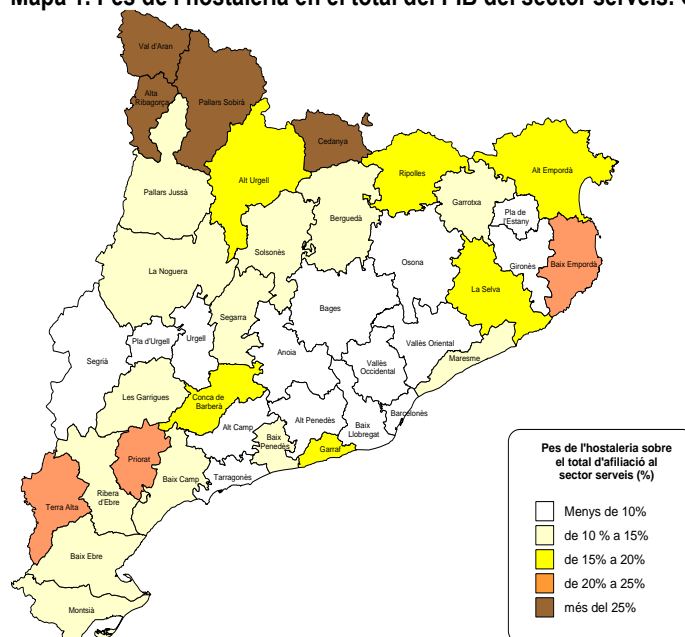 Mapa 1. Pes de l'hostaleria en el total del PIB del sector serveis.
Val d'Aran
Alta
Ribagorça
Pallars Sobirà
Cedanya
Ripolles
Alt Empordà
Alt Urgell
Pallars Jussà
Garrotxa
Pla de
l'Estany
Berguedà
Solsonès
Osona
Gironès
Baix Empordà
La Noguera
La Selva
Bages
Segarra
Pla d'Urgell
Urgell
Segrià
Anoia
Vallès Oriental
Vallès
Occidental
Maresme
Les Garrigues
Conca de
Barberà
Alt Camp
Alt Penedès
Baix
Llobregat
Barcelonès
Baix
Penedès
Garraf
Priorat
Baix Camp
Tarragonès
Ribera
d'Ebre
Terra Alta
Baix Ebre
Montsià
Pes de l'hostaleria sobre
el total d'afiliació al
sector serveis (%)
Menys de 10%
de 10 % a 15%
de 15% a 20%
de 20% a 25%
més del 25%